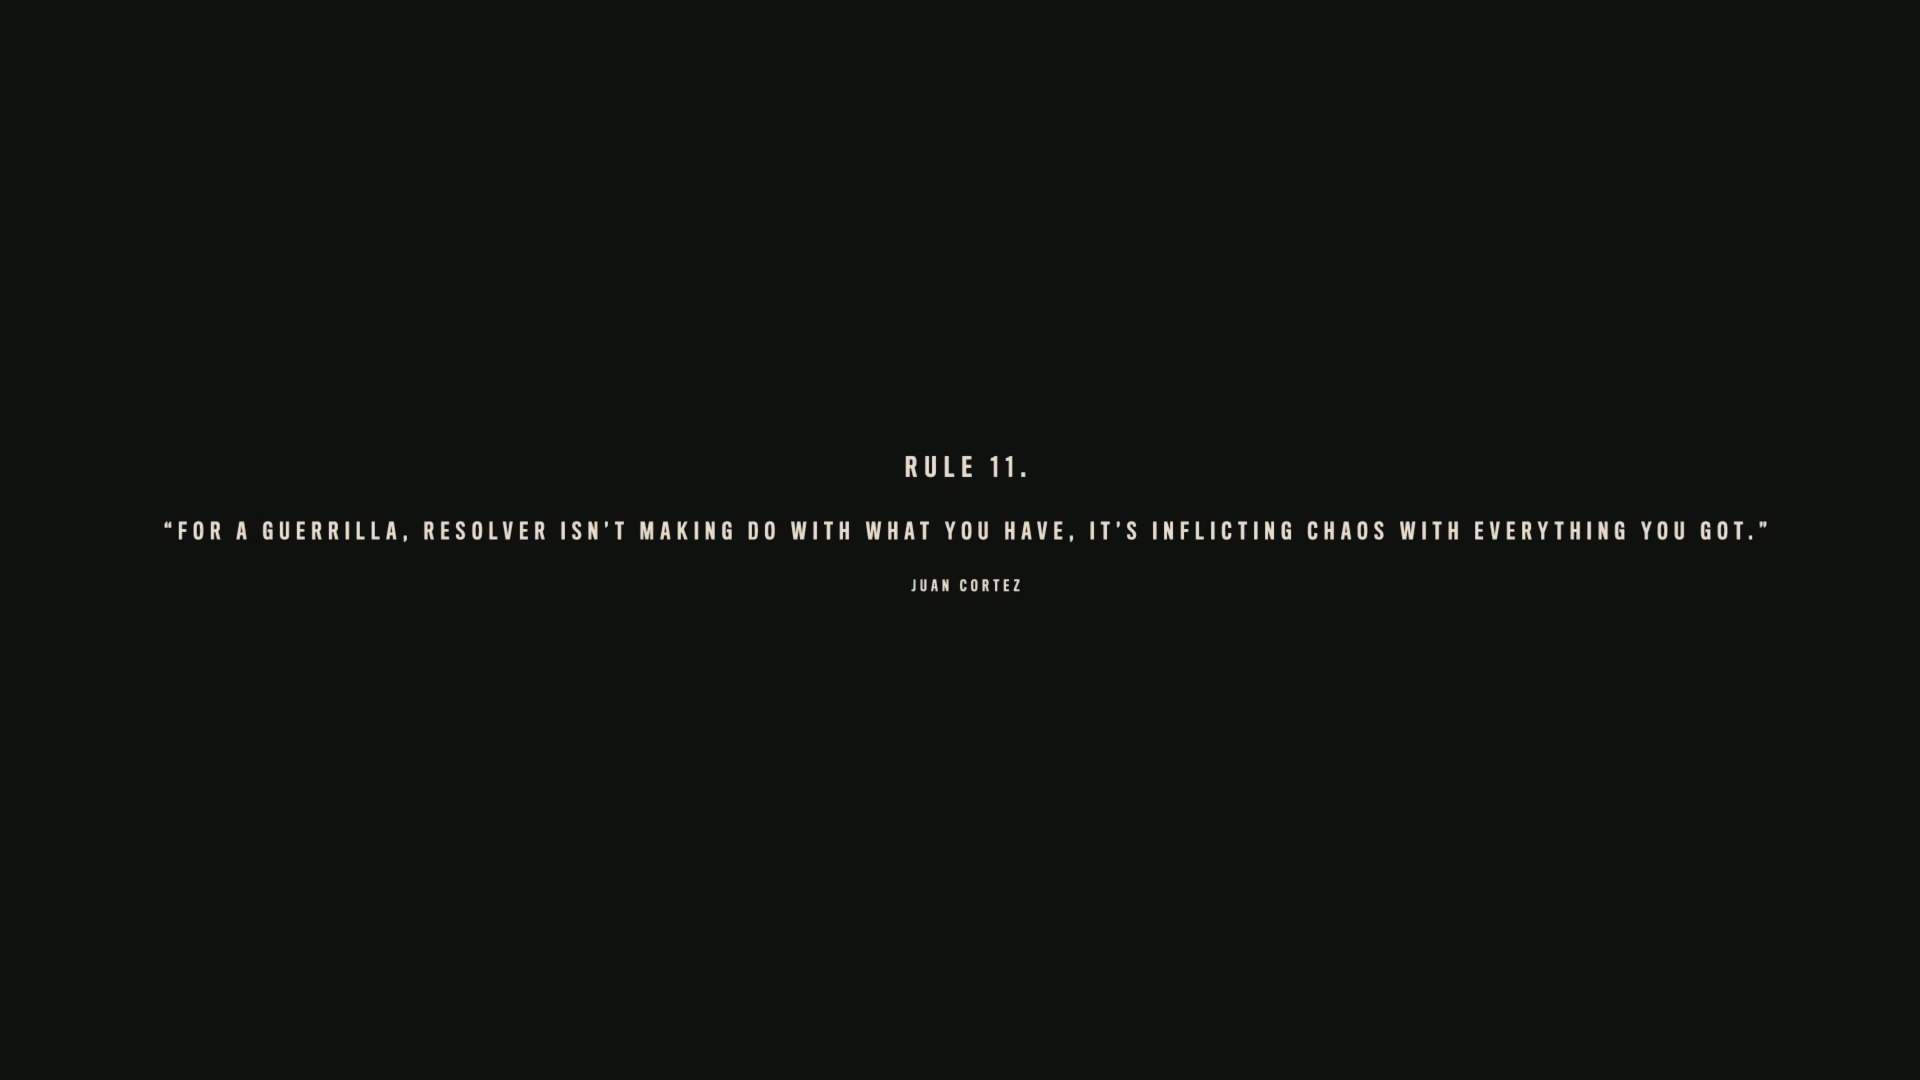 RULE 11.
“FOR A GUERRILLA, RESOLVER ISN’T MAKING DO WITH WHAT YOU HAVE, IT’S INFLICTING CHAOS WITH EVERYTHING YOU GOT.”
JUAN CORTEZ